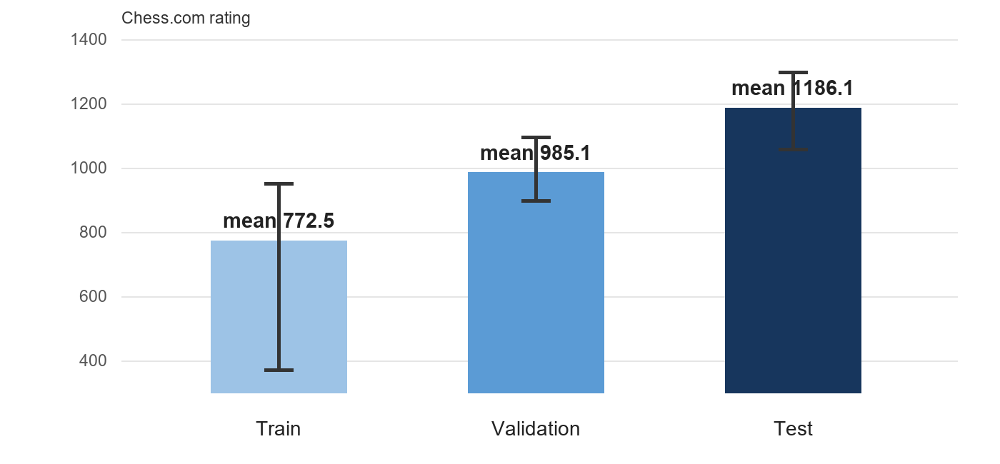 Chess.com rating
1400
1200
1000
800
600
400
mean 1186.1
mean 985.1
mean 772.5
Train
Validation
Test